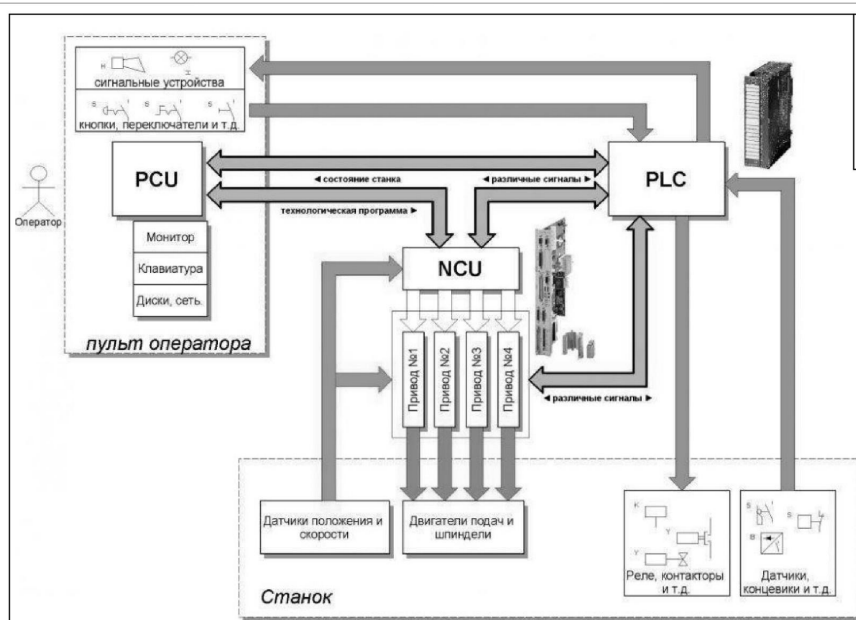 H
H
сигнальные устройства
S
S
S
кнопки, переключатели и т.д.
Оператор
PCU
Монитор
Клавиатура
Диски, сеть.
пульт оператора
◄ состояние станка
◄ различные сигналы ►
технологическая программа ►
PLC
NCU
Привод №1
Привод №2
Привод №3
Привод №4
◄ различные сигналы ►
Датчики положения и
скорости
Двигатели подач и
шпиндели
K
Y
Y
Реле, контакторы
и т.д.
S
S
B
Датчики,
концевики и т.д.
Станок